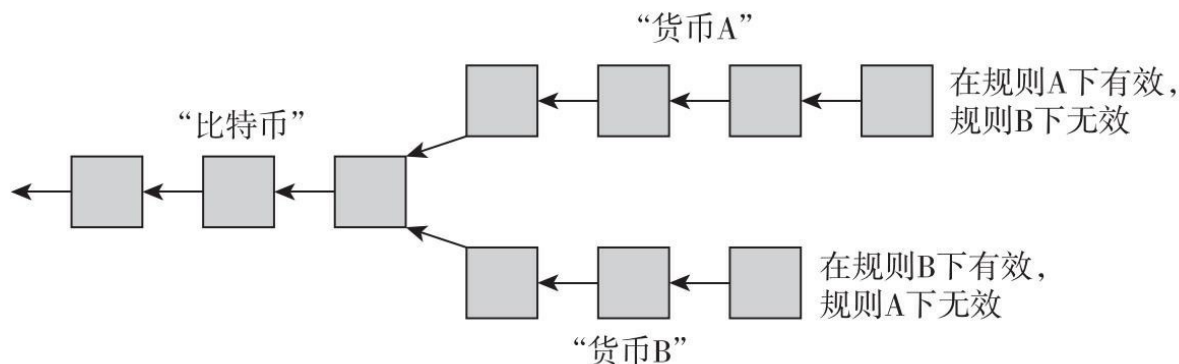 “货币A”
在规则A下有效，
规则B下无效
“比特币”
在规则B下有效，
规则A下无效
“货币B”